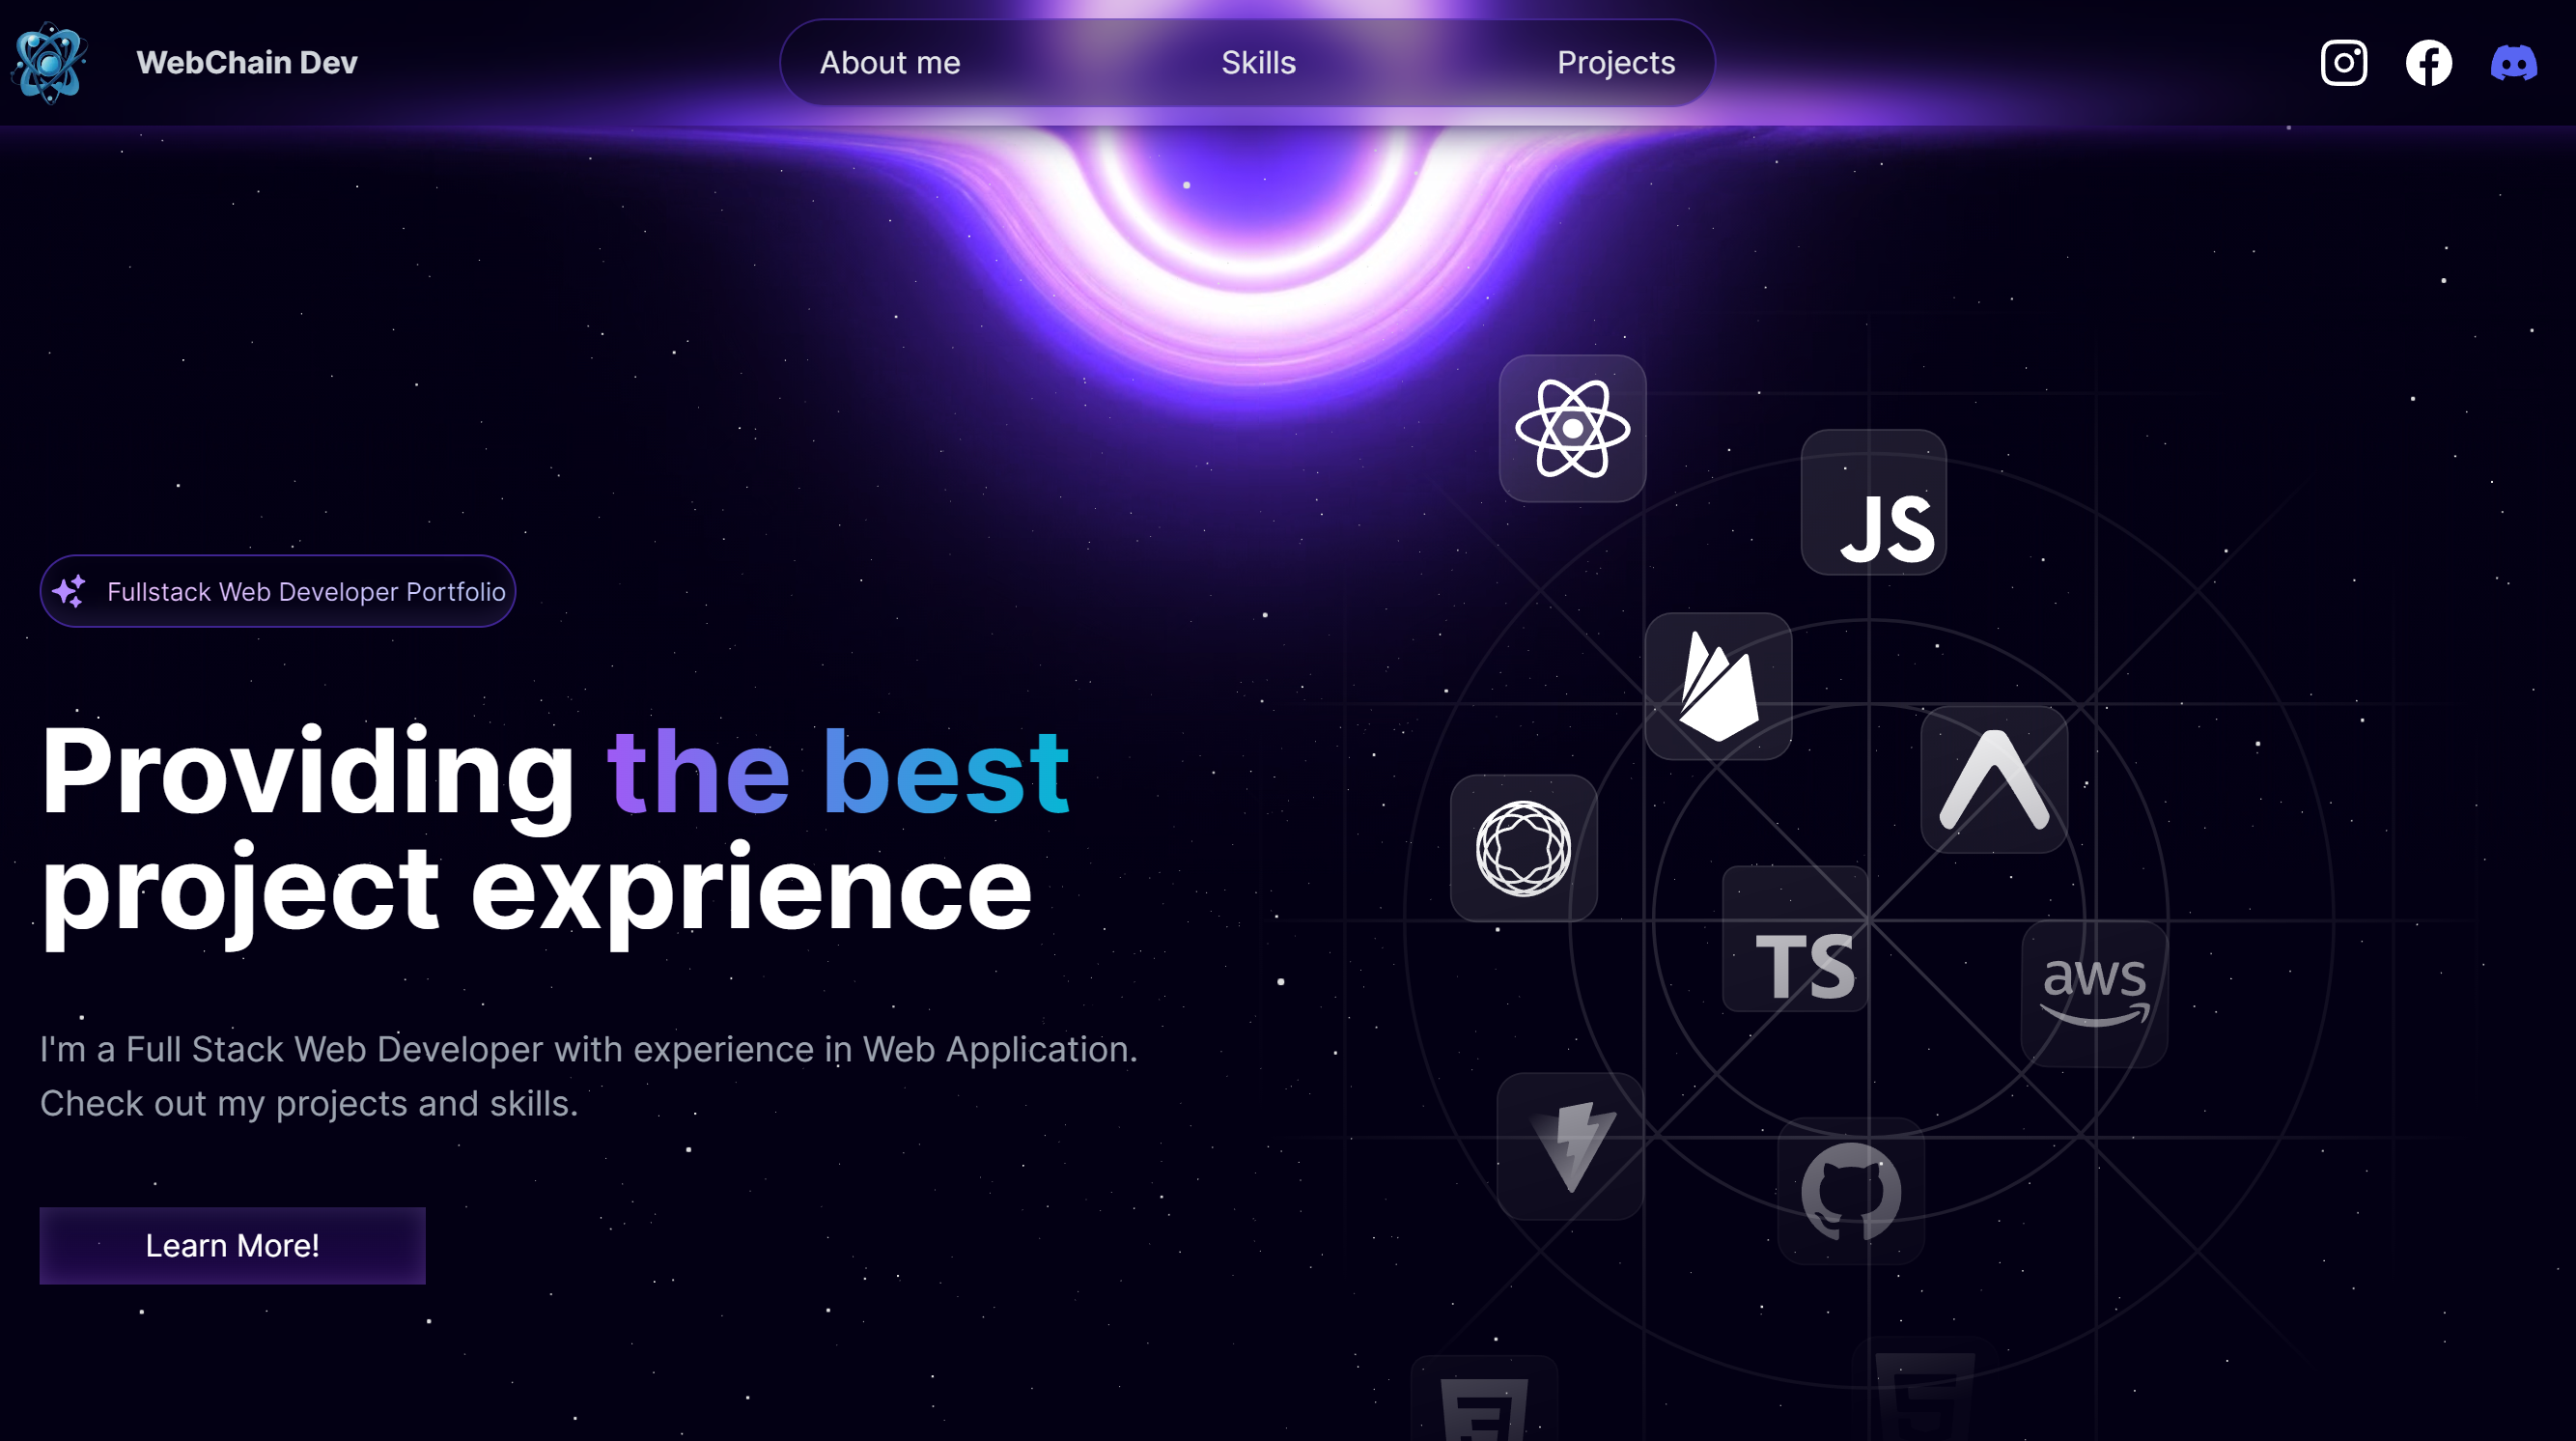 WebChain Dev
About me
Skills
Projects
Fullstack Web Developer Portfolio
Providing the best
project exprience
I'm a Full Stack Web Developer with experience in Web Application.
Check out my projects and skills.
Learn More!
JS
TS
aws